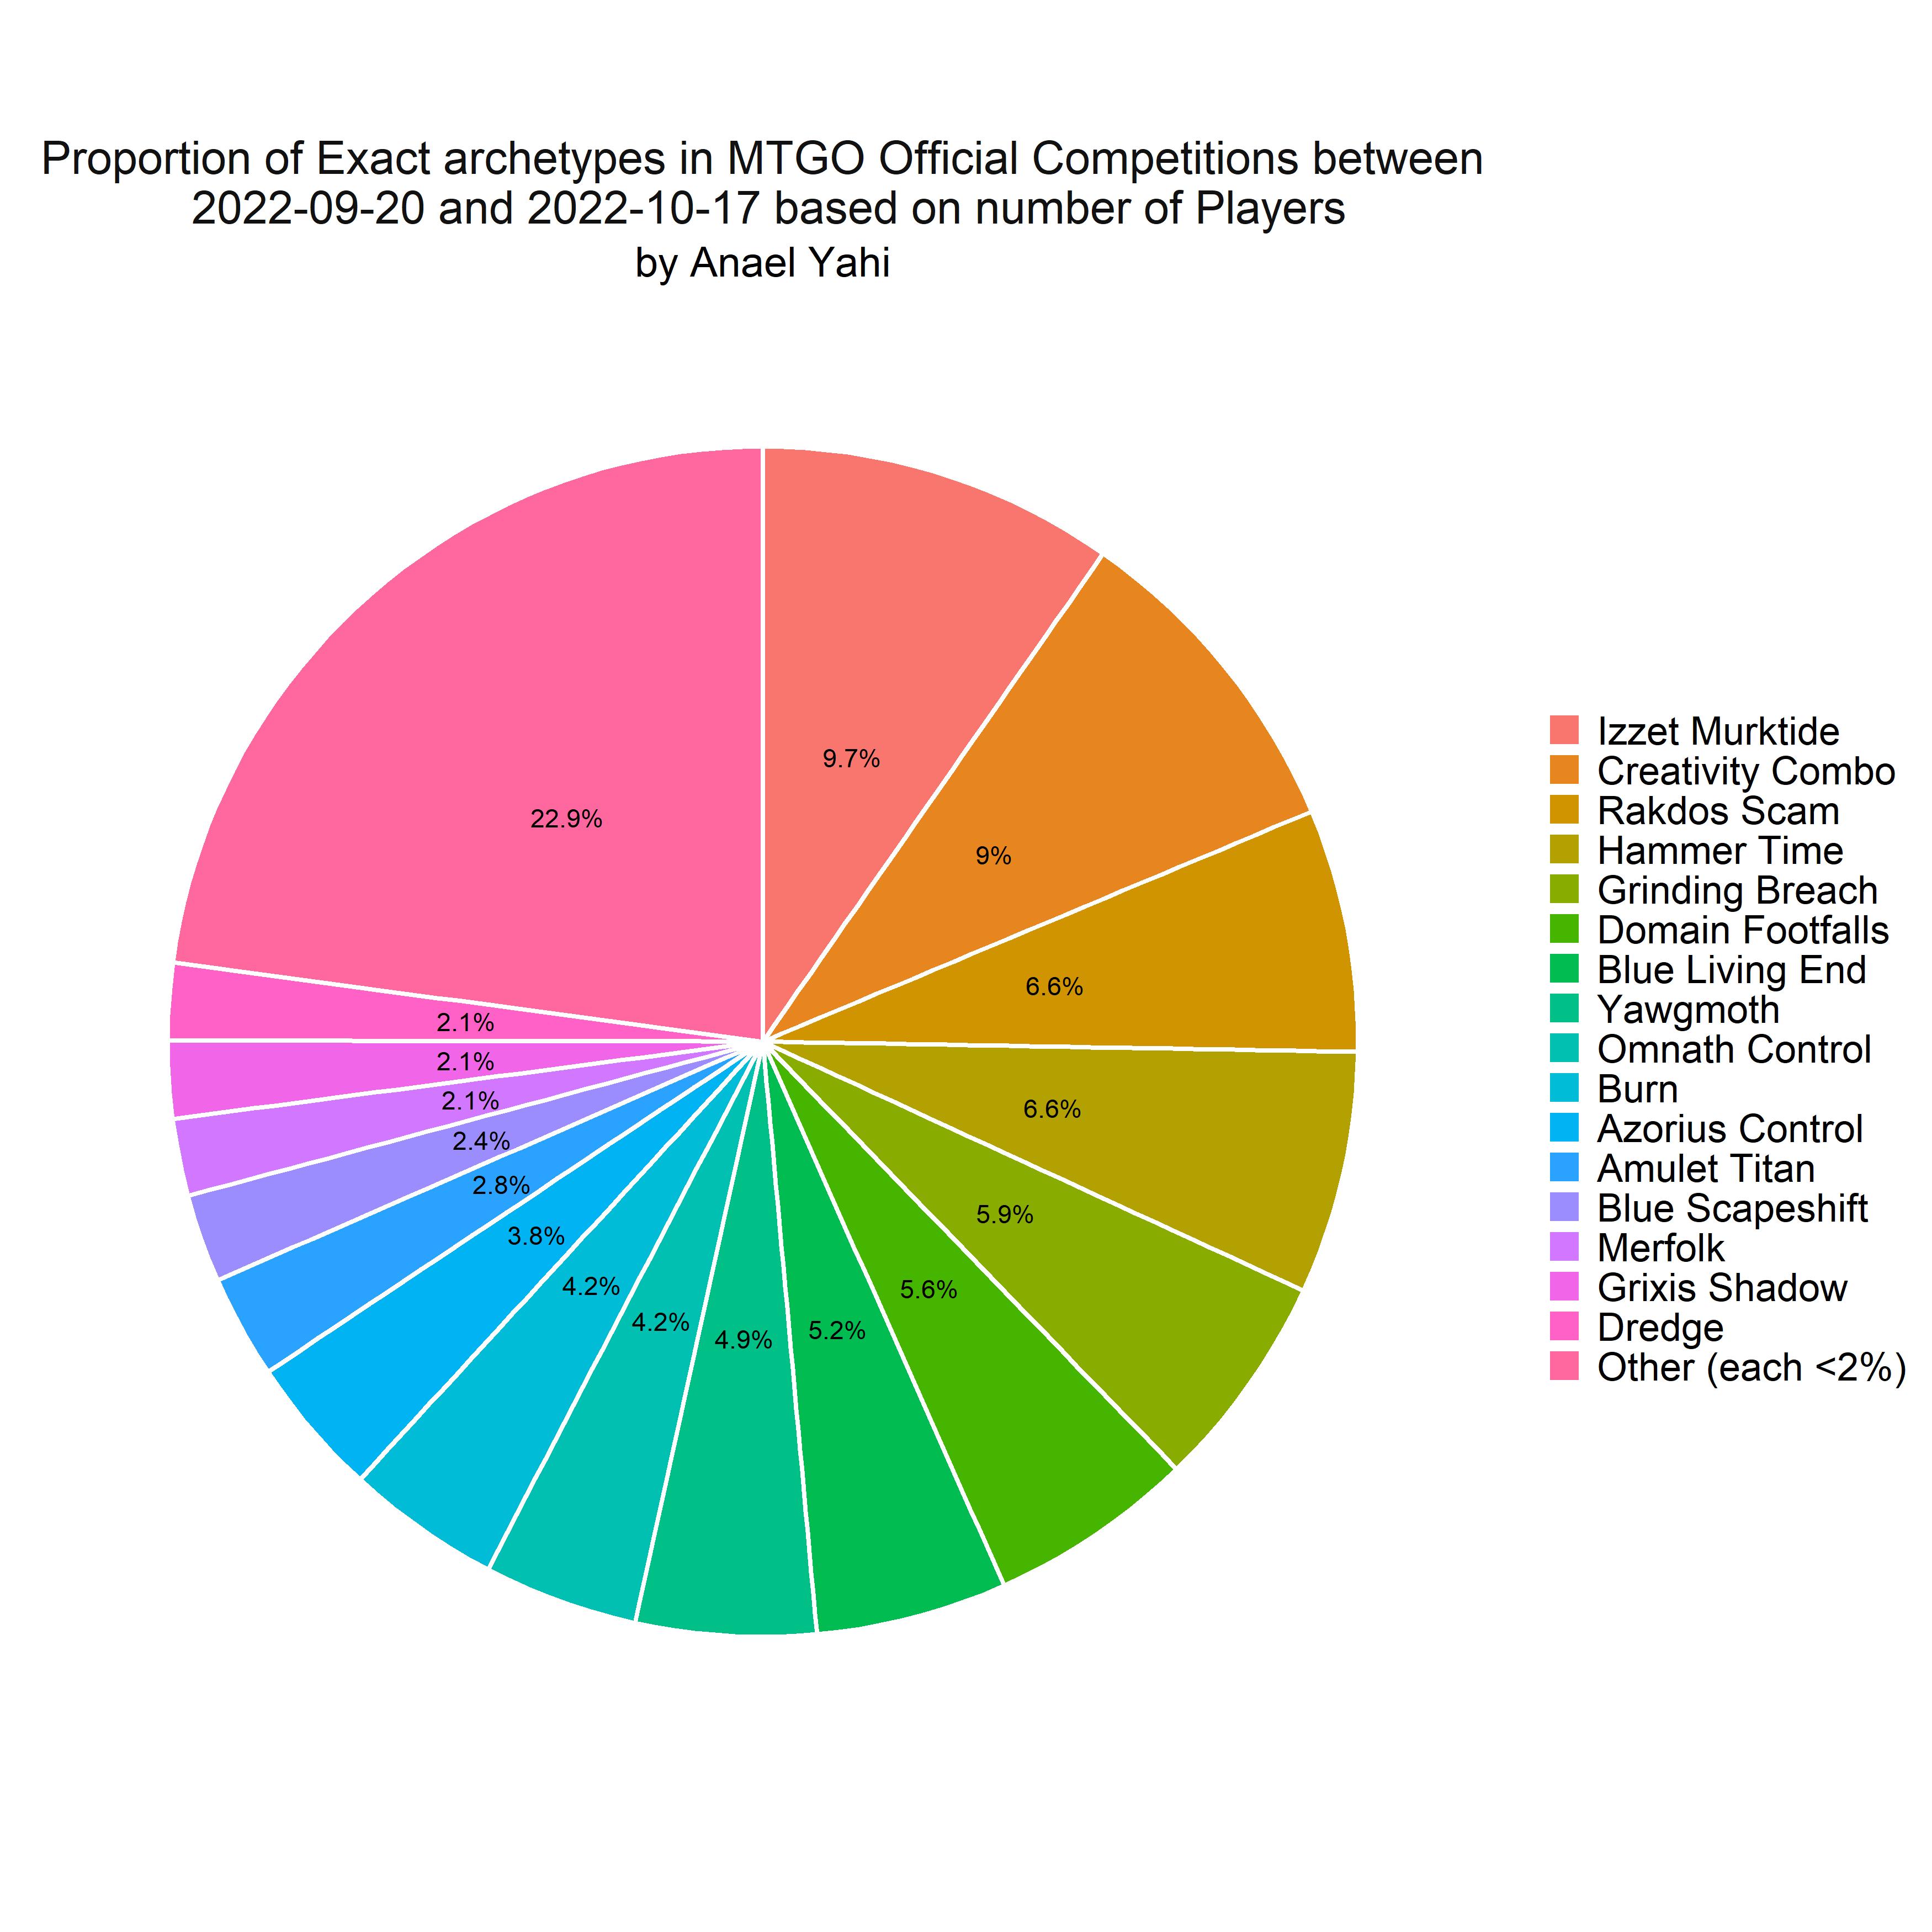 Proportion of Exact archetypes in MTGO Official Competitions between
2022-09-20 and 2022-10-17 based on number of Players
by Anael Yahi
9.7%
9%
6.6%
6.6%
5.9%
5.6%
5.2%
4.9%
4.2%
4.2%
3.8%
2.8%
2.4%
2.1%
2.1%
2.1%
22.9%
Izzet Murktide
Creativity Combo
Rakdos Scam
Hammer Time
Grinding Breach
Domain Footfalls
Blue Living End
Yawgmoth
Omnath Control
Burn
Azorius Control
Amulet Titan
Blue Scapeshift
Merfolk
Grixis Shadow
Dredge
Other (each <2%)